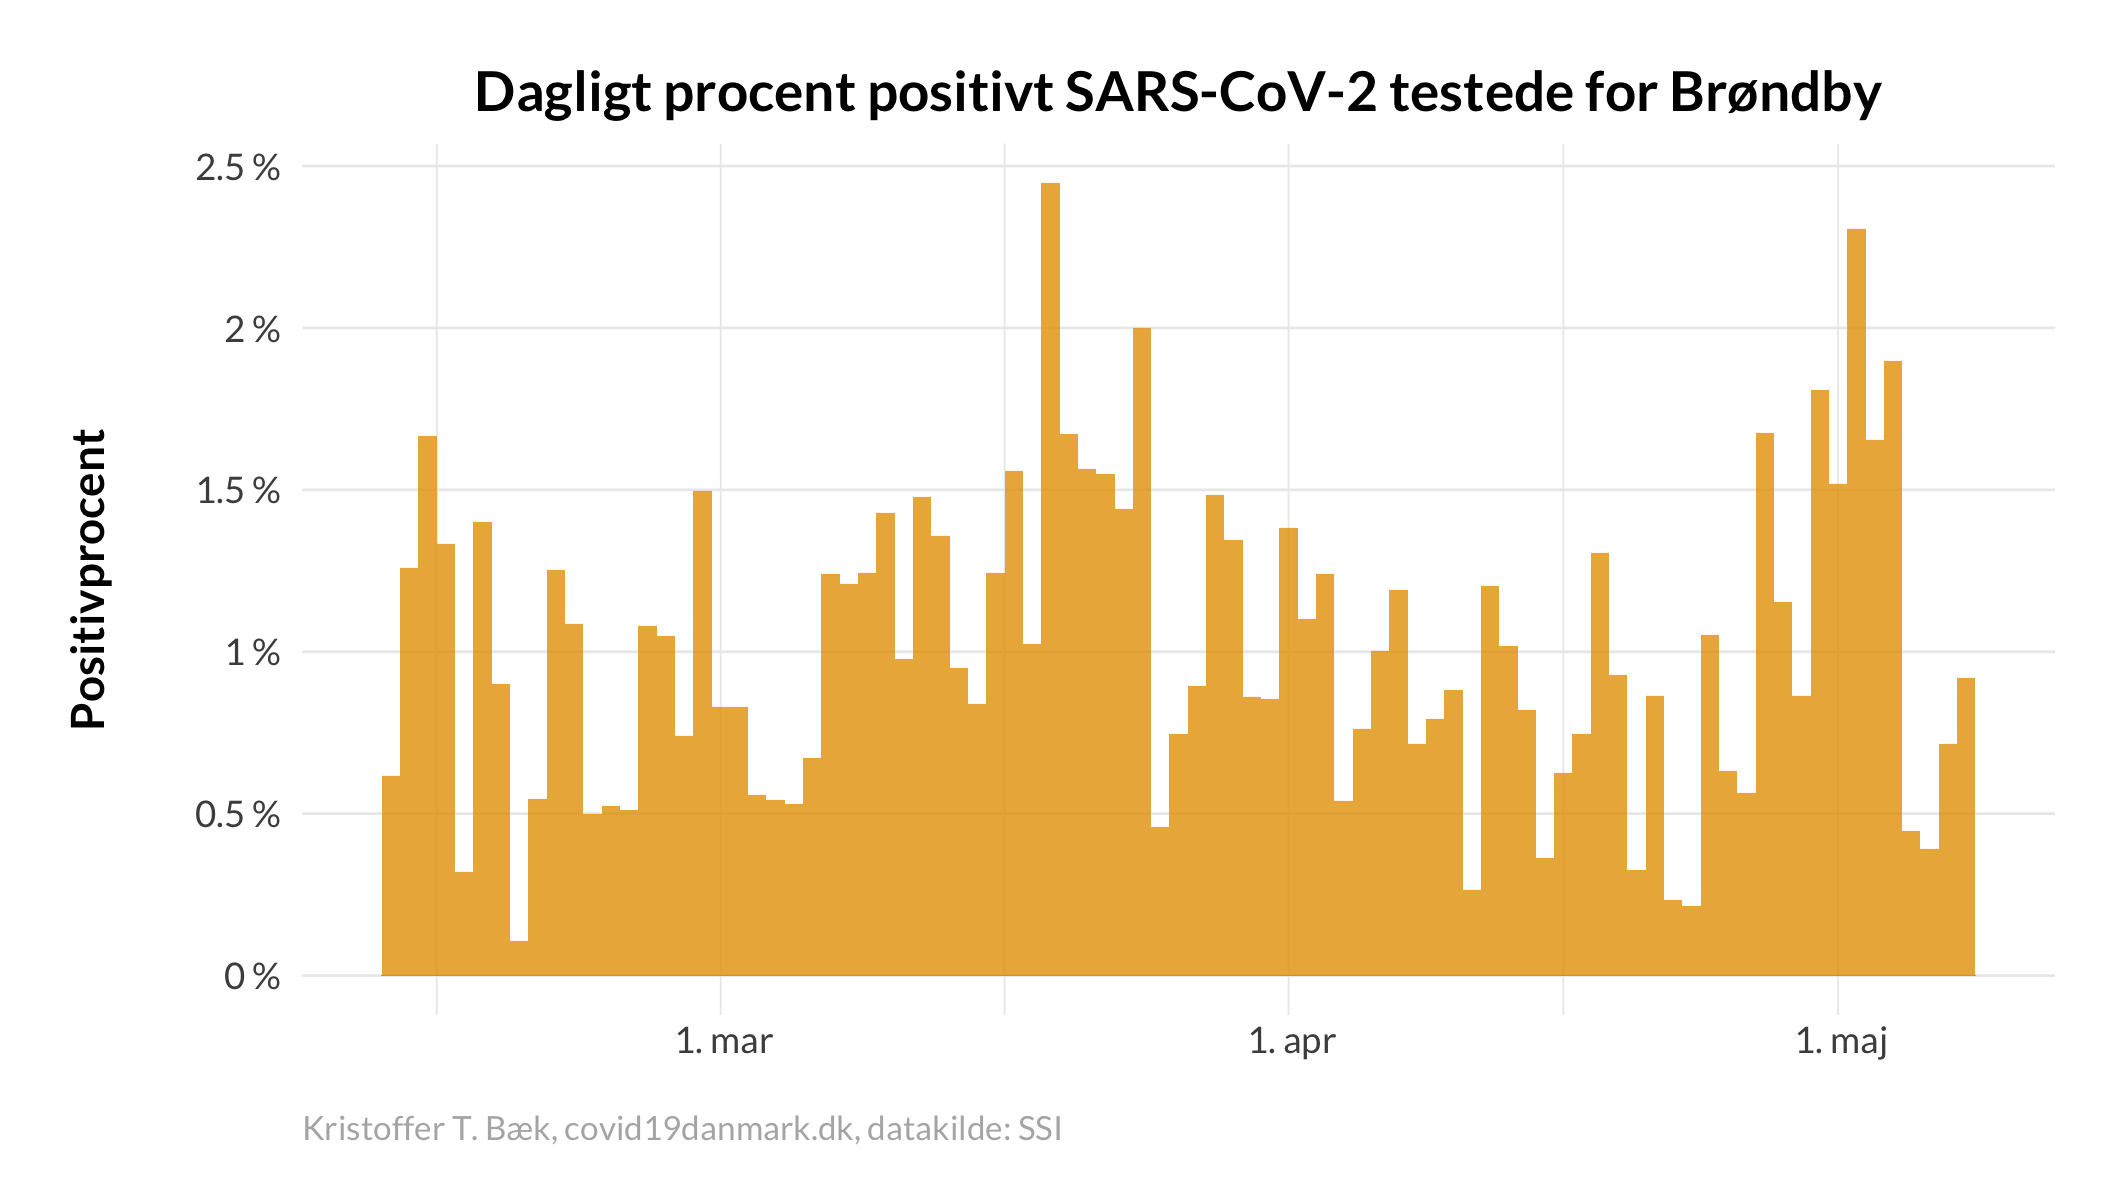 Dagligt procent positivt SARS-CoV-2 testede for Brøndby
Positivprocent
2.5 %
2 %
1.5 %
1 %
0.5 %
0 %
1. mar
1. apr
1. maj
Kristoffer T. Bæk, covid19danmark.dk, datakilde: SSI